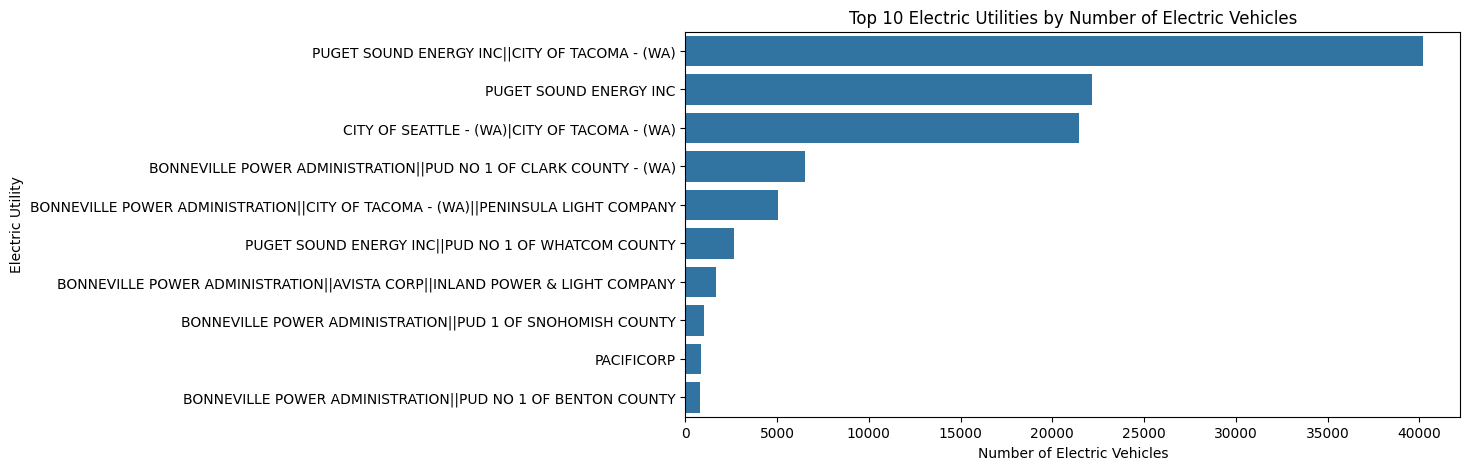 Top 10 Electric Utilities by Number of Electric Vehicles
Electric Utility
PUGET SOUND ENERGY INC||CITY OF TACOMA - (WA)
PUGET SOUND ENERGY INC
CITY OF SEATTLE - (WA)|CITY OF TACOMA - (WA)
BONNEVILLE POWER ADMINISTRATION||PUD NO 1 OF CLARK COUNTY - (WA)
BONNEVILLE POWER ADMINISTRATION||CITY OF TACOMA - (WA)||PENINSULA LIGHT COMPANY
PUGET SOUND ENERGY INC||PUD NO 1 OF WHATCOM COUNTY
BONNEVILLE POWER ADMINISTRATION||AVISTA CORP||INLAND POWER & LIGHT COMPANY
BONNEVILLE POWER ADMINISTRATION||PUD 1 OF SNOHOMISH COUNTY
PACIFICORP
BONNEVILLE POWER ADMINISTRATION||PUD NO 1 OF BENTON COUNTY
0 5000 10000 15000 20000 25000 30000 35000 40000
Number of Electric Vehicles